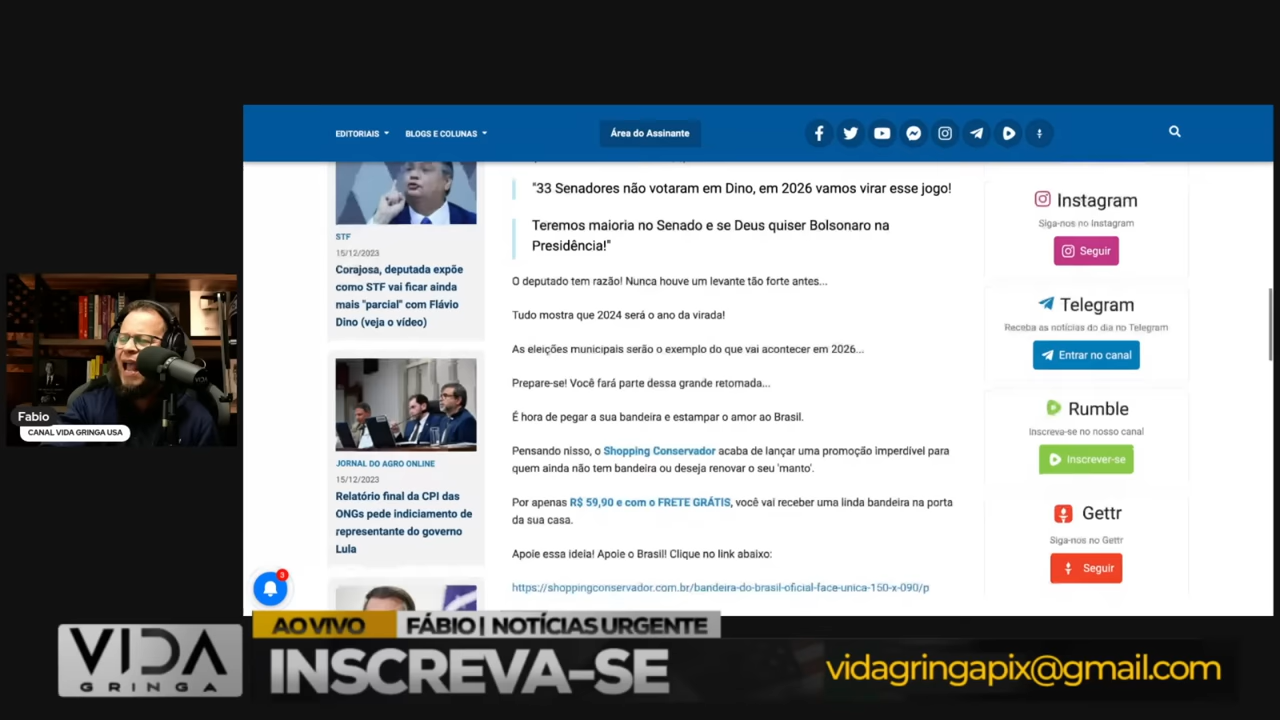 EDITORIAIS
BLOGS E COLUNAS
Área do Assinante
"33 Senadores não votaram em Dino, em 2026 vamos virar esse jogo!
Teremos maioria no Senado e se Deus quiser Bolsonaro na
Presidência!"
O deputado tem razão! Nunca houve um levante tão forte antes...
Tudo mostra que 2024 será o ano da virada!
As eleições municipais serão o exemplo do que vai acontecer em 2026...
Prepare-se! Você fará parte dessa grande retomada...
É hora de pegar a sua bandeira e estampar o amor ao Brasil.
Pensando nisso, o Shopping Conservador acaba de lançar uma promoção imperdível para
quem ainda não tem bandeira ou deseja renovar o seu 'manto'.
Por apenas R$ 59,90 e com o FRETE GRÁTIS, você vai receber uma linda bandeira na porta
da sua casa.
Apoie essa ideia! Apoie o Brasil! Clique no link abaixo:
https://shoppingconservador.com.br/bandeira-do-brasil-oficial-face-unica-150-x-090/p
STF
15/12/2023
Corajosa, deputada expõe
como STF vai ficar ainda
mais "parcial" com Flávio
Dino (veja o vídeo)
JORNAL DO AGRO ONLINE
15/12/2023
Relatório final da CPI das
ONGs pede indiciamento de
representante do governo
Lula
Instagram
Siga-nos no Instagram
Seguir
Telegram
Receba as notícias do dia no Telegram
Entrar no canal
Rumble
Inscreva-se no nosso canal
Inscrever-se
Gettr
Siga-nos no Gettr
Seguir
3
Fabio
CANAL VIDA GRINGA USA
VIDA
GRINGA
AO VIVO
FÁBIO | NOTÍCIAS URGENTE
INSCREVA-SE
vidagringapix@gmail.com